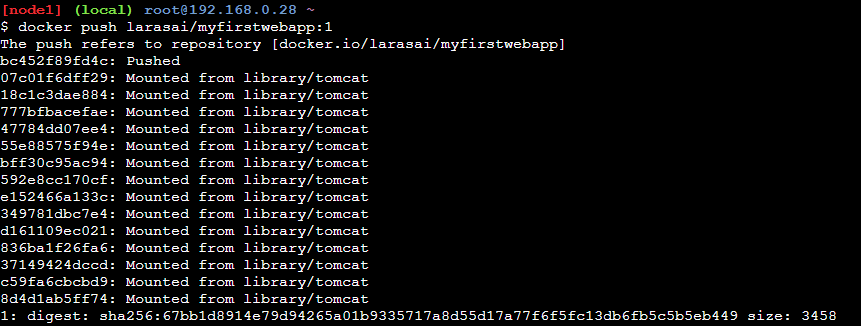 [node1] (local) root@192.168.0.28 ~
$ docker push larasai/myfirstwebapp:1
The push refers to repository [docker.io/larasai/myfirstwebapp]
bc452f89fd4c: Pushed
07c01f6dff29: Mounted from library/tomcat
18c1c3dae884: Mounted from library/tomcat
777bfbacefae: Mounted from library/tomcat
47784dd07ee4: Mounted from library/tomcat
55e88575f94e: Mounted from library/tomcat
bff30c95ac94: Mounted from library/tomcat
592e8cc170cf: Mounted from library/tomcat
e152466a133c: Mounted from library/tomcat
349781dbc7e4: Mounted from library/tomcat
d161109ec021: Mounted from library/tomcat
836ba1f26fa6: Mounted from library/tomcat
37149424dccd: Mounted from library/tomcat
c59fa6cbcbd9: Mounted from library/tomcat
8d4d1ab5ff74: Mounted from library/tomcat
1: digest: sha256:67bb1d8914e79d94265a01b9335717a8d55d17a77f6f5fc13db6fb5c5b5eb449 size: 3458